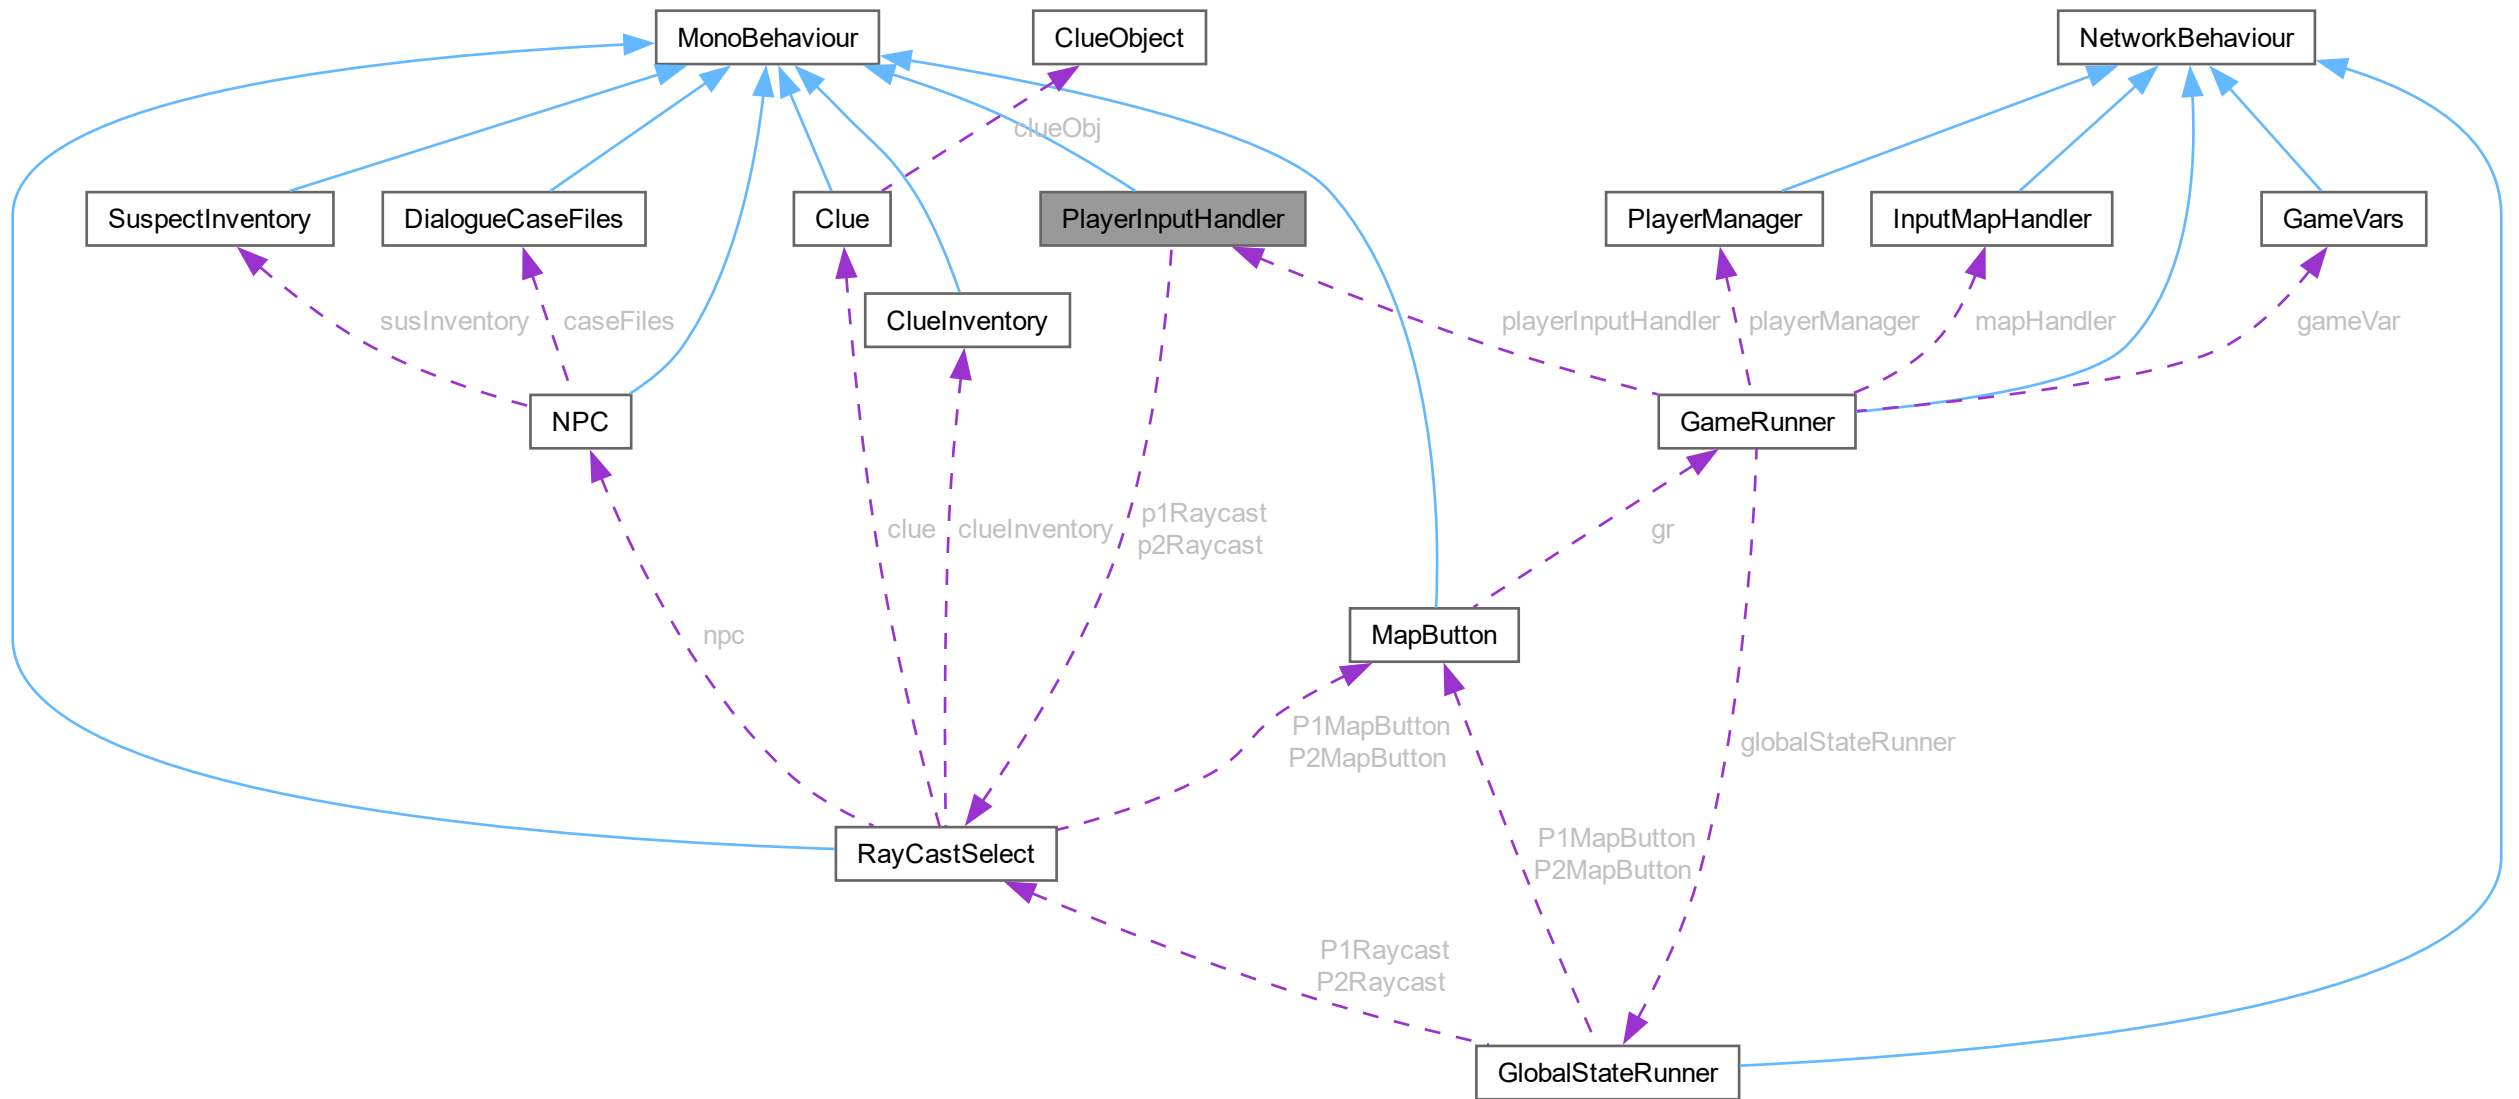 MonoBehaviour
ClueObject
NetworkBehaviour
clueObj
SuspectInventory
DialogueCaseFiles
Clue
PlayerInputHandler
PlayerManager
InputMapHandler
GameVars
susInventory
caseFiles
ClueInventory
playerInputHandler
playerManager
mapHandler
gameVar
NPC
GameRunner
clue
clueInventory
p1Raycast
p2Raycast
gr
npc
MapButton
P1MapButton
P2MapButton
globalStateRunner
RayCastSelect
P1MapButton
P2MapButton
P1Raycast
P2Raycast
GlobalStateRunner